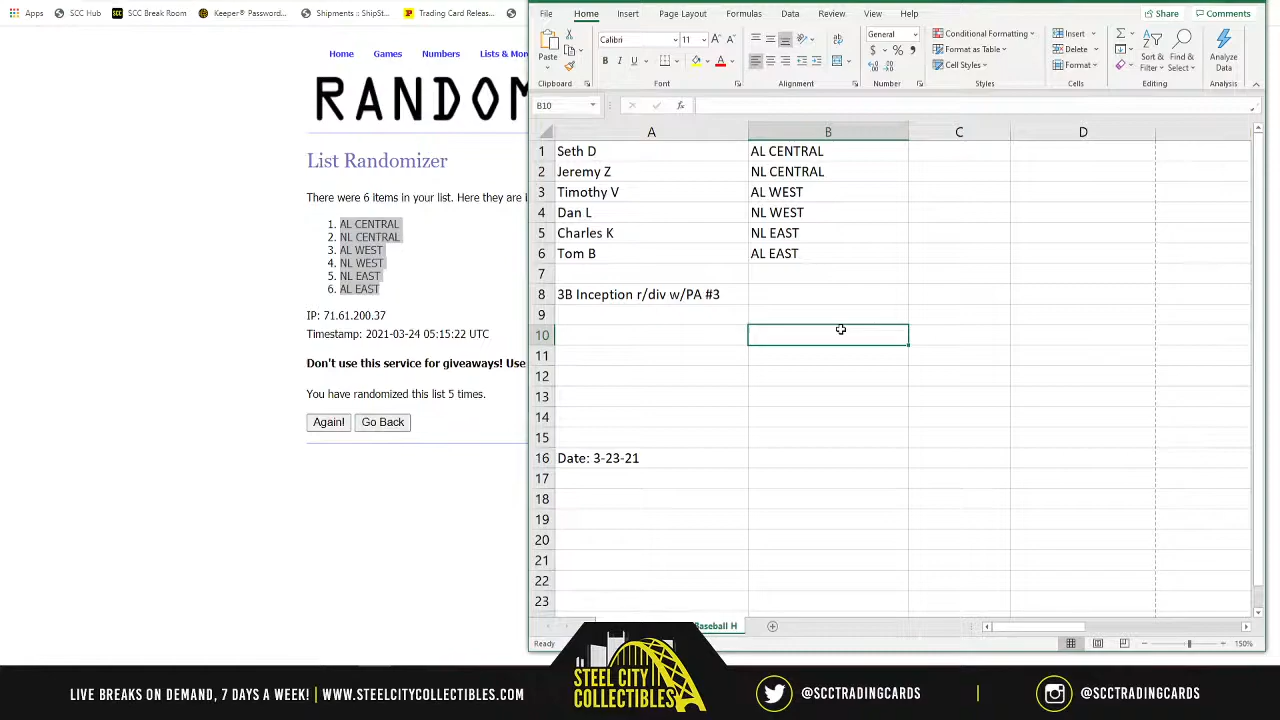 Apps SCC Hub SCC Break Room Keeper® Password... Shipments :: ShipSt... Trading Card Releas...
Home Games Numbers Lists & Mor
RANDOM
List Randomizer
There were 6 items in your list. Here they are i
1. AL CENTRAL
2. NL CENTRAL
3. AL WEST
4. NL WEST
5. NL EAST
6. AL EAST
IP: 71.61.200.37
Timestamp: 2021-03-24 05:15:22 UTC
Don't use this service for giveaways! Use
You have randomized this list 5 times.
Again! Go Back
File Home Insert Page Layout Formulas Data Review View Help Share Comments
Paste
Calibri 11
B I U A
General
$ % ,
Conditional Formatting
Format as Table
Cell Styles
Insert
Delete
Format
Sort & Filter
Find & Select
Analyze Data
Clipboard Font Alignment Number Styles Cells Editing Analysis
B10 fx
A B C D
1 Seth D AL CENTRAL
2 Jeremy Z NL CENTRAL
3 Timothy V AL WEST
4 Dan L NL WEST
5 Charles K NL EAST
6 Tom B AL EAST
7
8 3B Inception r/div w/PA #3
9
10
11
12
13
14
15
16 Date: 3-23-21
17
18
19
20
21
22
23
Baseball H
Ready 150%
LIVE BREAKS ON DEMAND, 7 DAYS A WEEK! | WWW.STEELCITYCOLLECTIBLES.COM
STEEL CITY COLLECTIBLES
@SCCTRADINGCARDS | @SCCTRADINGCARDS